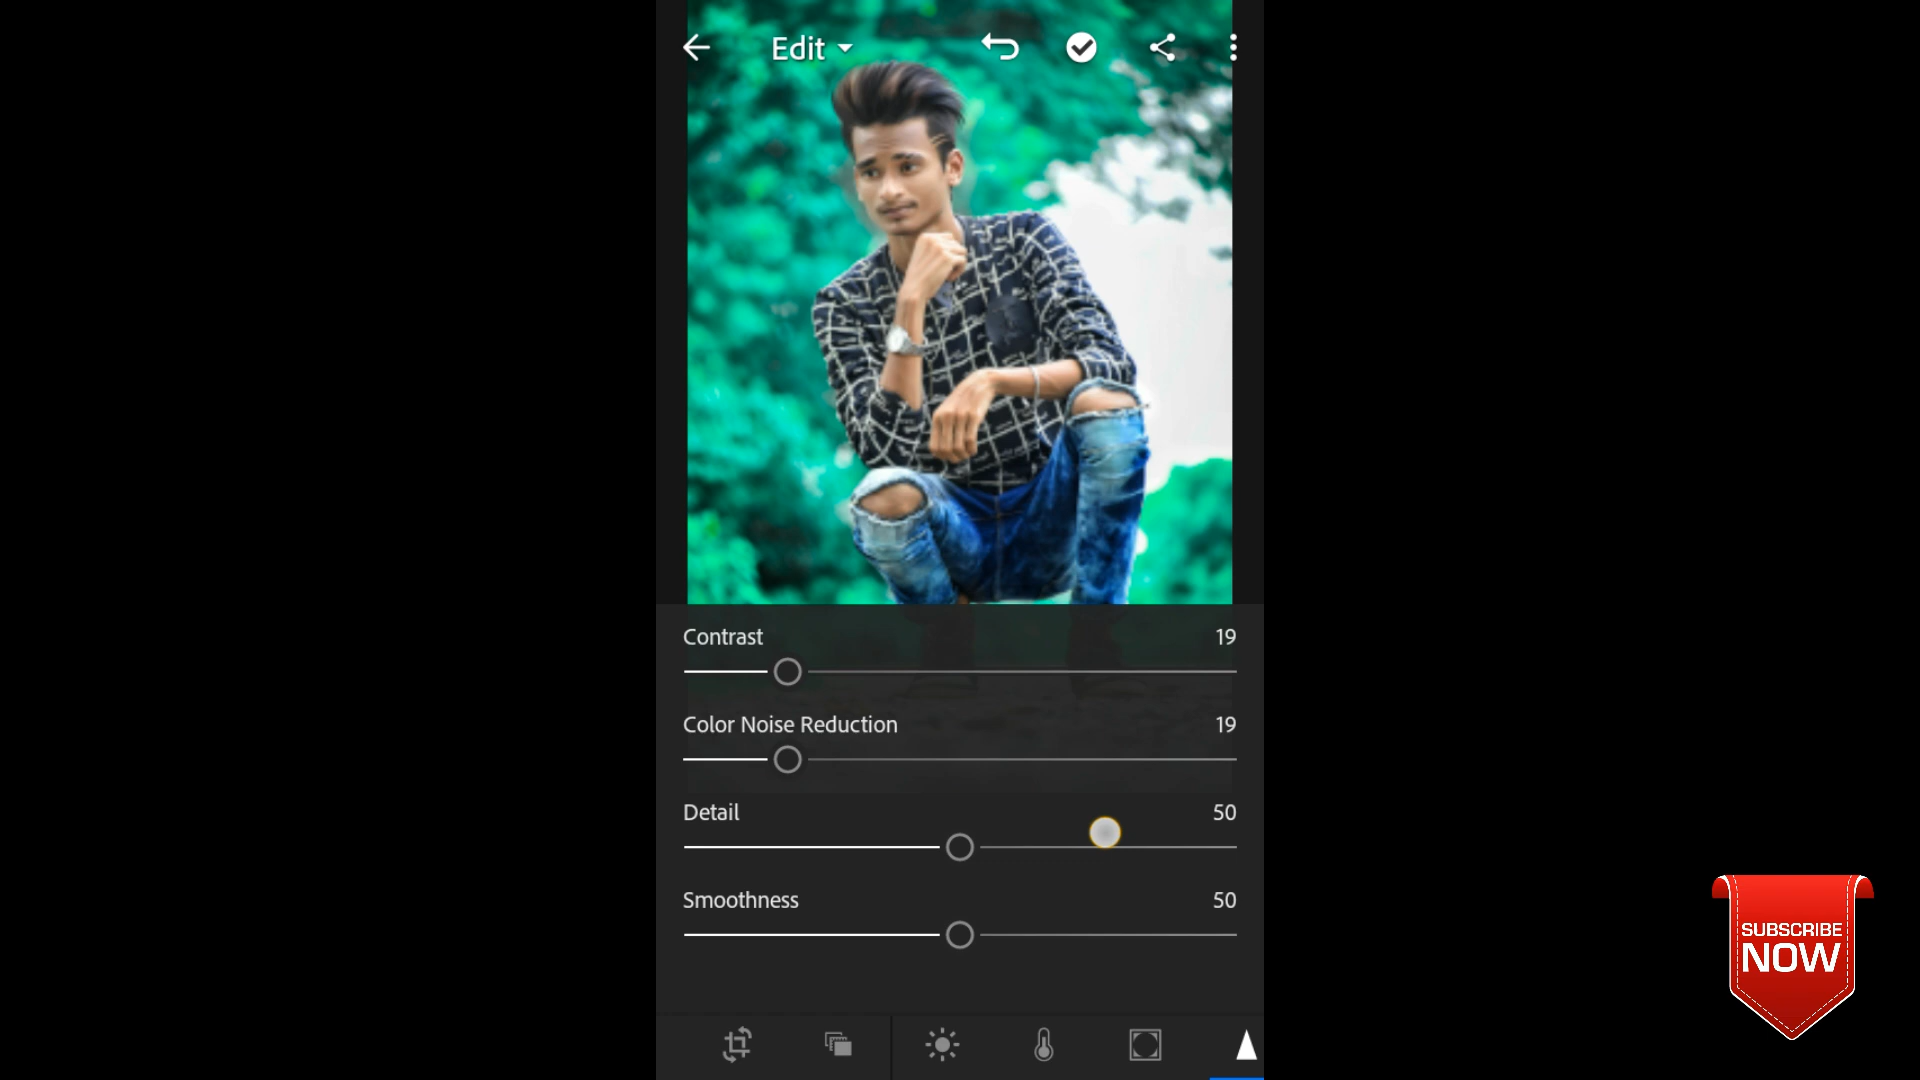 Edit
Contrast 19
Color Noise Reduction 19
Detail 50
Smoothness 50
SUBSCRIBE
NOW